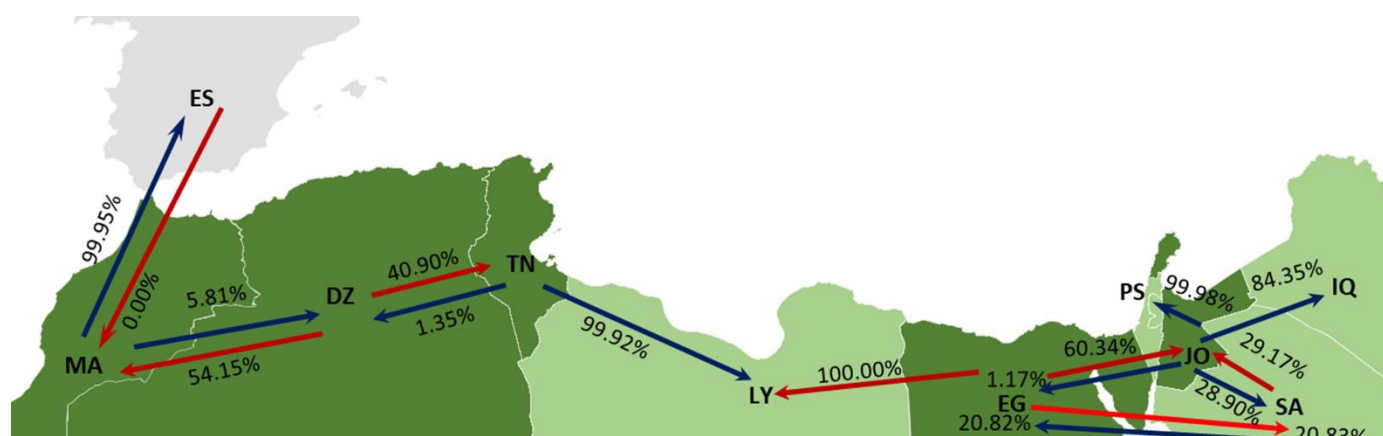 ES
99.95%
0.00%
5.81%
DZ
40.90%
TN
1.35%
MA
54.15%
99.92%
LY
100.00%
60.34%
1.17%
EG
20.82%
PS
99.98%
84.35%
IQ
JO
29.17%
28.90%
SA
20.83%